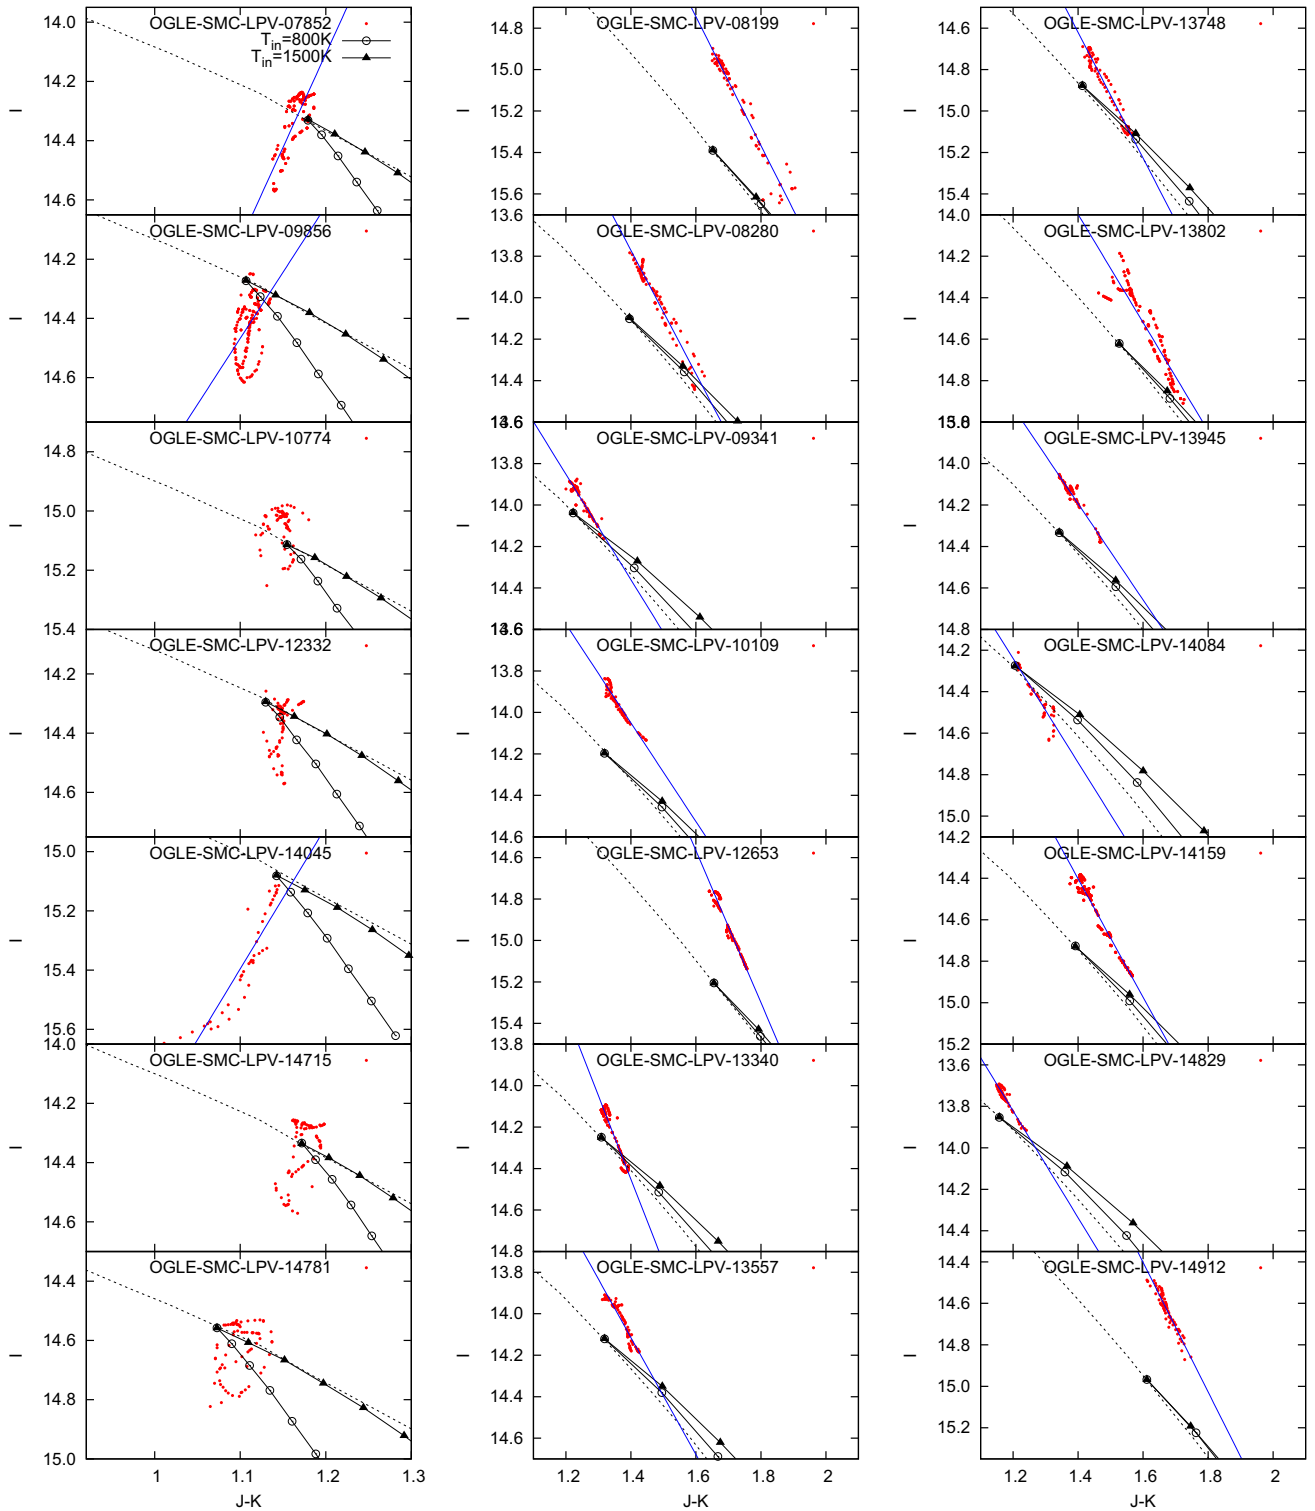 OGLE-SMC-LPV-07852
T_in=800K
T_in=1500K
14.0
14.2
14.4
14.6
I
OGLE-SMC-LPV-09856
14.2
14.4
14.6
I
OGLE-SMC-LPV-10774
14.8
15.0
15.2
15.4
I
OGLE-SMC-LPV-12332
14.2
14.4
14.6
I
OGLE-SMC-LPV-14045
15.0
15.2
15.4
15.6
I
OGLE-SMC-LPV-14715
14.0
14.2
14.4
14.6
I
OGLE-SMC-LPV-14781
14.4
14.6
14.8
15.0
I
1
1.1
1.2
1.3
J-K
OGLE-SMC-LPV-08199
14.8
15.0
15.2
15.4
15.6
I
OGLE-SMC-LPV-08280
13.6
13.8
14.0
14.2
14.4
I
OGLE-SMC-LPV-09341
13.8
14.0
14.2
14.4
I
OGLE-SMC-LPV-10109
13.8
14.0
14.2
14.4
14.6
I
OGLE-SMC-LPV-12653
14.6
14.8
15.0
15.2
15.4
I
OGLE-SMC-LPV-13340
13.8
14.0
14.2
14.4
14.6
14.8
I
OGLE-SMC-LPV-13557
13.8
14.0
14.2
14.4
14.6
I
1.2
1.4
1.6
1.8
2
J-K
OGLE-SMC-LPV-13748
14.6
14.8
15.0
15.2
15.4
I
OGLE-SMC-LPV-13802
14.0
14.2
14.4
14.6
14.8
I
OGLE-SMC-LPV-13945
14.0
14.2
14.4
14.6
14.8
I
OGLE-SMC-LPV-14084
14.2
14.4
14.6
14.8
15.0
I
OGLE-SMC-LPV-14159
14.2
14.4
14.6
14.8
15.0
15.2
I
OGLE-SMC-LPV-14829
13.6
13.8
14.0
14.2
14.4
I
OGLE-SMC-LPV-14912
14.4
14.6
14.8
15.0
15.2
I
1.2
1.4
1.6
1.8
2
J-K